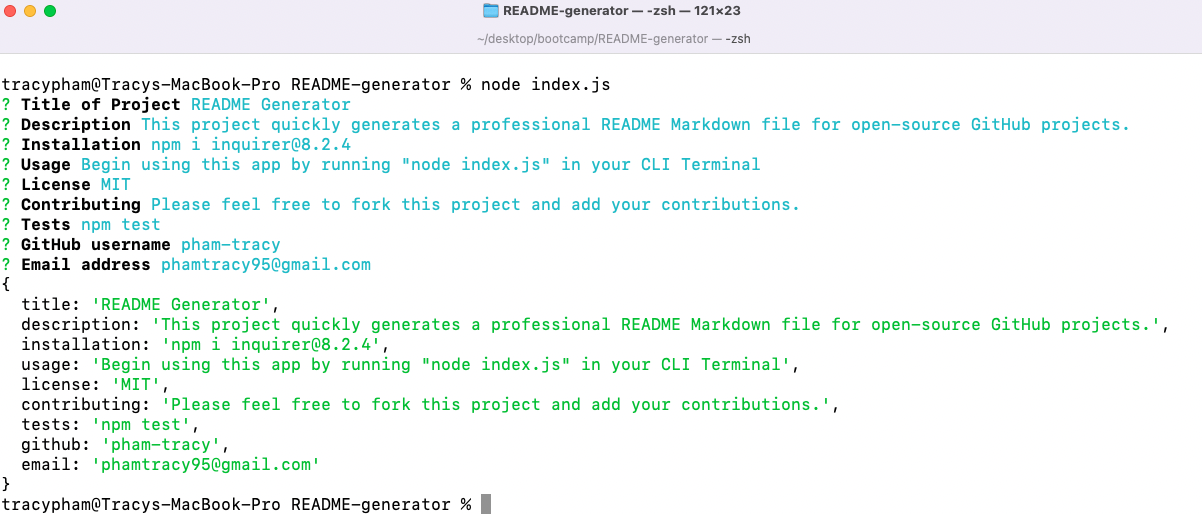 README-generator — -zsh — 121×23
~/desktop/bootcamp/README-generator — -zsh
tracypham@Tracys-MacBook-Pro README-generator % node index.js
? Title of Project README Generator
? Description This project quickly generates a professional README Markdown file for open-source GitHub projects.
? Installation npm i inquirer@8.2.4
? Usage Begin using this app by running "node index.js" in your CLI Terminal
? License MIT
? Contributing Please feel free to fork this project and add your contributions.
? Tests npm test
? GitHub username pham-tracy
? Email address phamtracy95@gmail.com
{
  title: 'README Generator',
  description: 'This project quickly generates a professional README Markdown file for open-source GitHub projects.',
  installation: 'npm i inquirer@8.2.4',
  usage: 'Begin using this app by running "node index.js" in your CLI Terminal',
  license: 'MIT',
  contributing: 'Please feel free to fork this project and add your contributions.',
  tests: 'npm test',
  github: 'pham-tracy',
  email: 'phamtracy95@gmail.com'
}
tracypham@Tracys-MacBook-Pro README-generator %